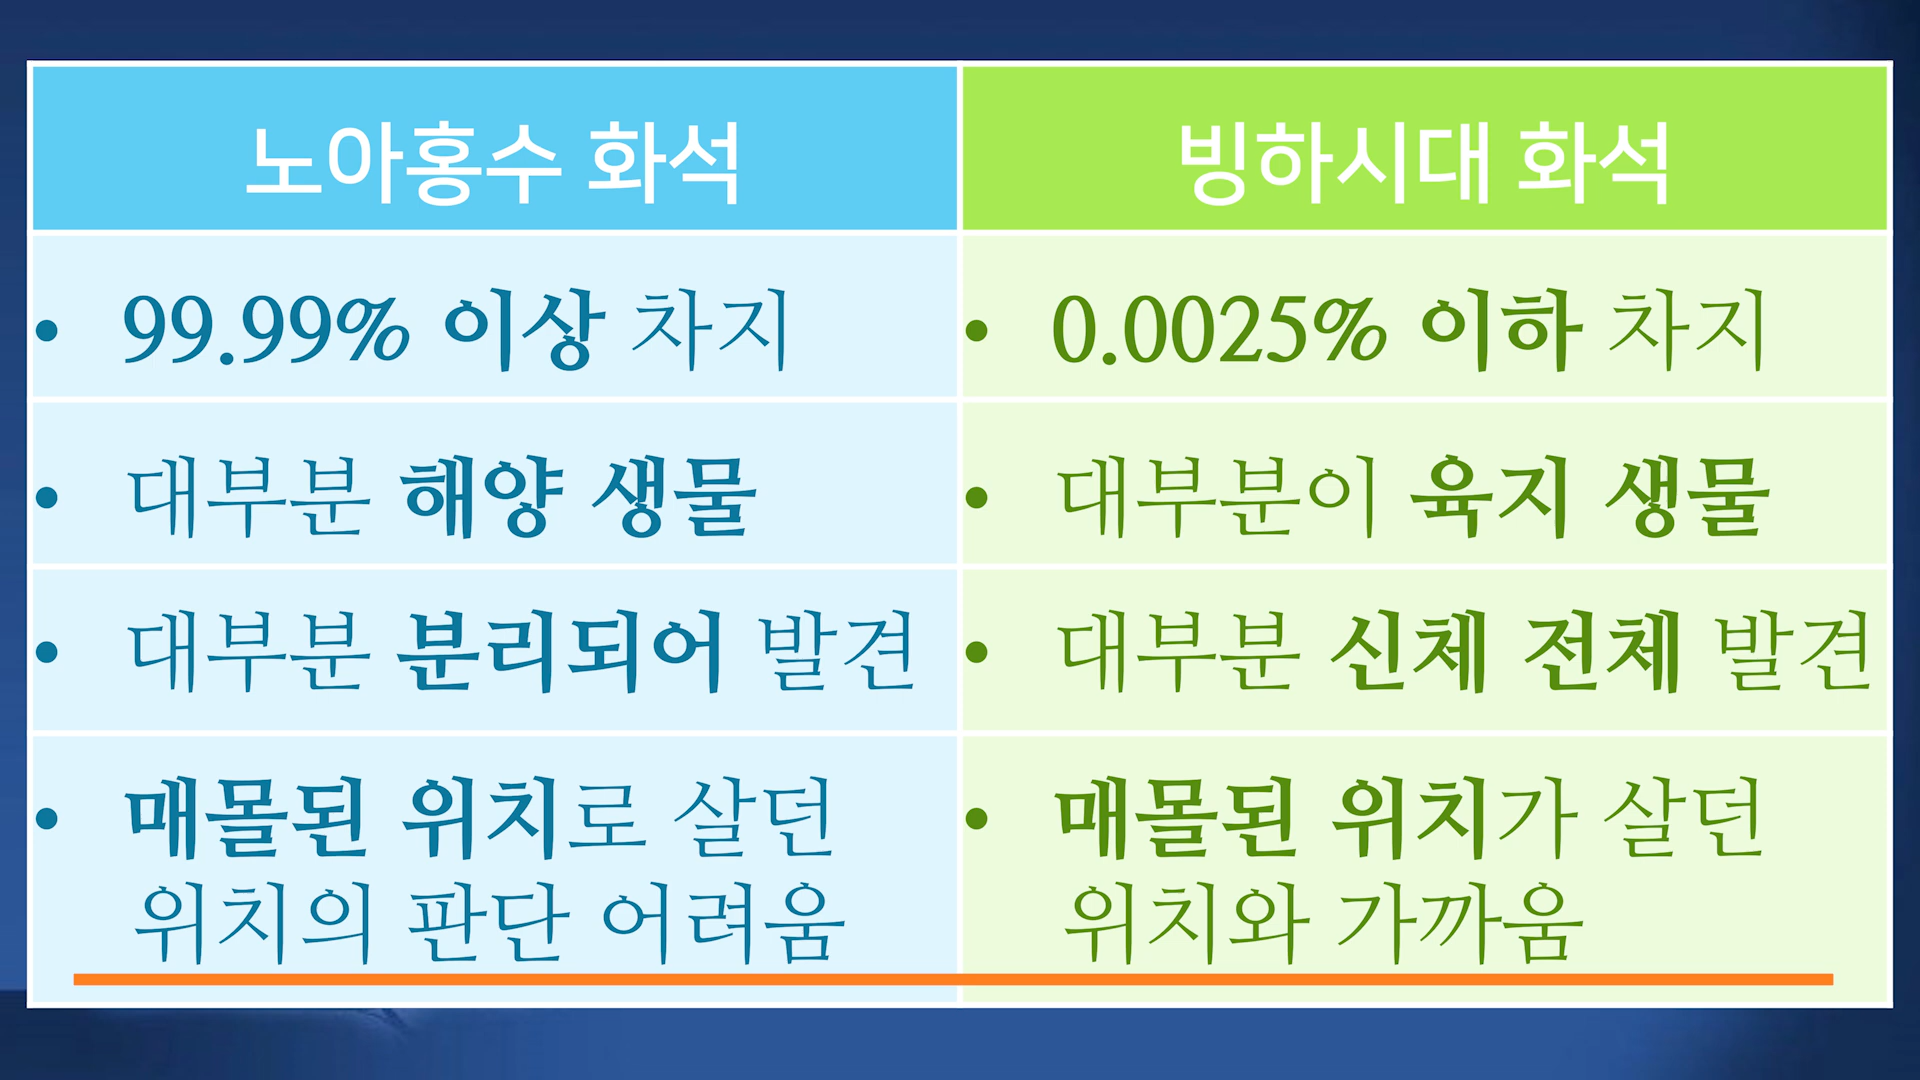 노아홍수 화석
빙하시대 화석
• 99.99% 이상 차지
• 0.0025% 이하 차지
• 대부분 해양 생물
• 대부분이 육지 생물
• 대부분 분리되어 발견
• 대부분 신체 전체 발견
• 매몰된 위치로 살던
위치의 판단 어려움
• 매몰된 위치가 살던
위치와 가까움